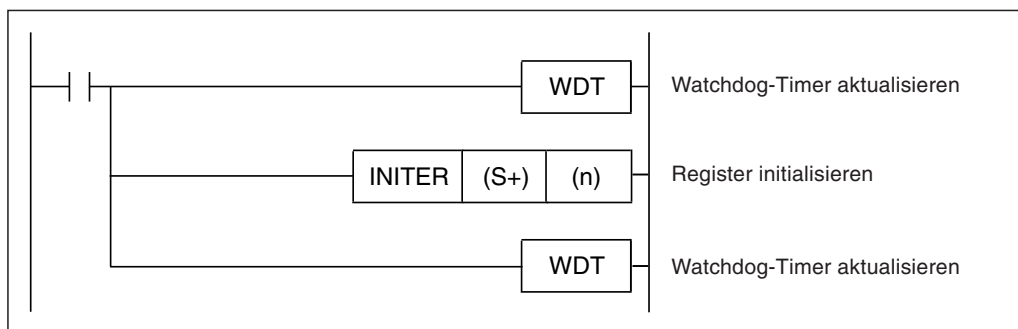 WDT Watchdog-Timer aktualisieren
INITER (S+) (n) Register initialisieren
WDT Watchdog-Timer aktualisieren